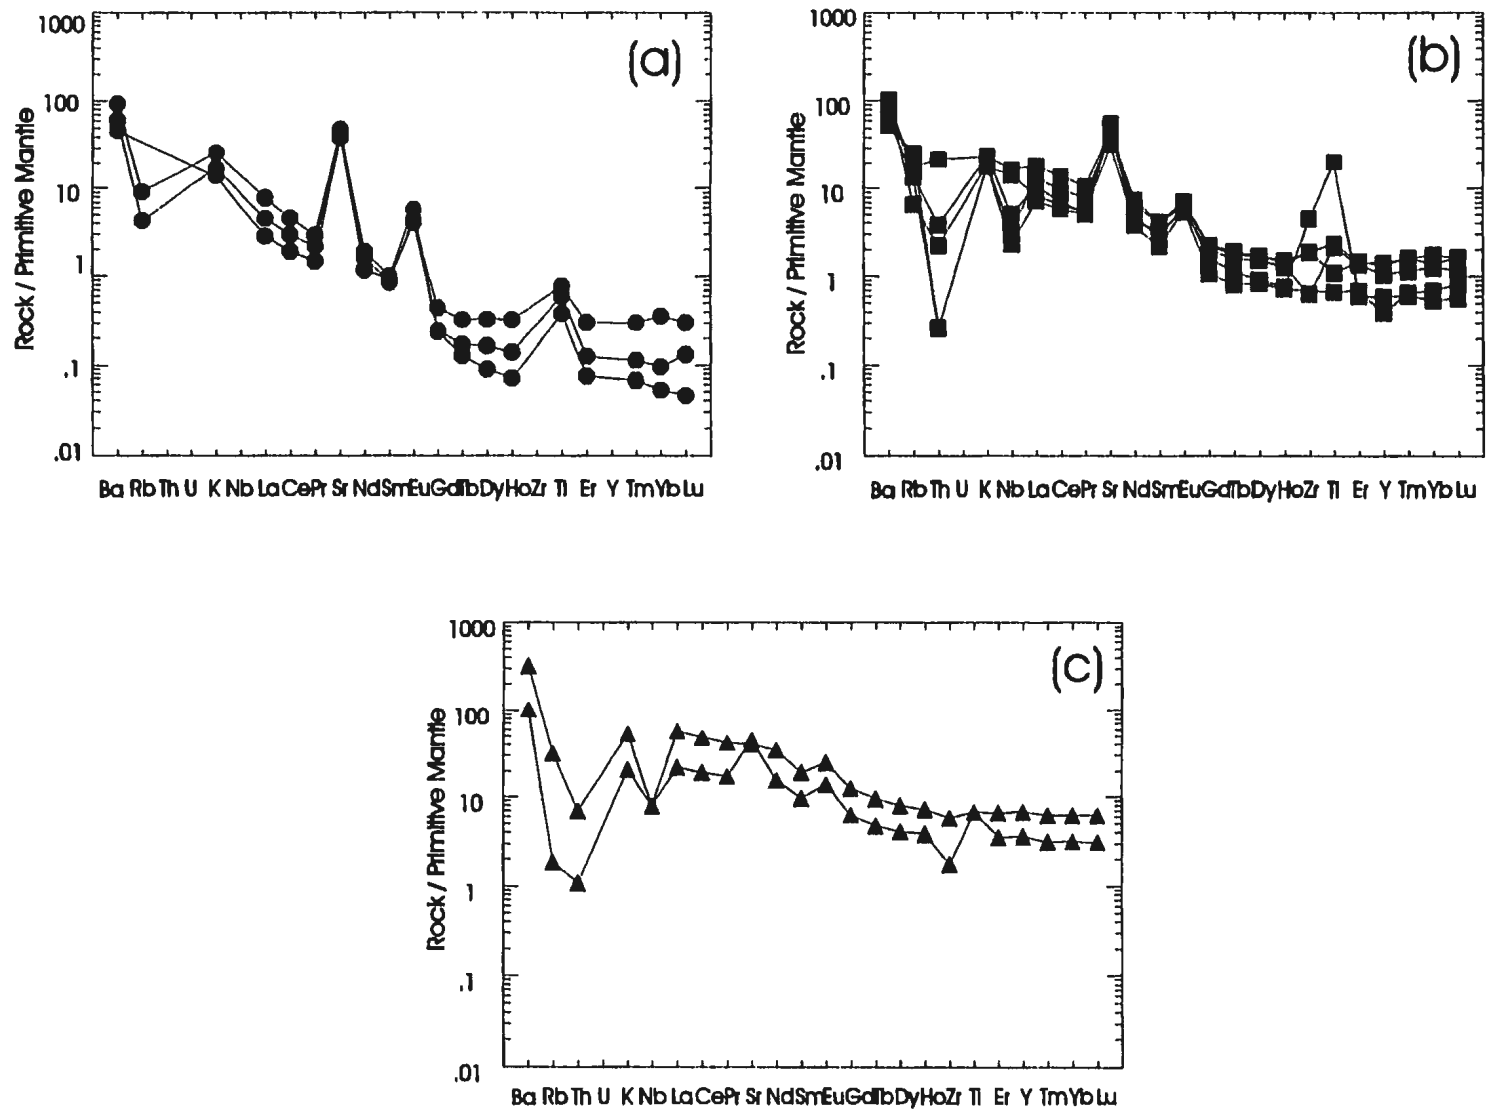 1000
(a)
100
10
1
.1
.01
Rock / Primitive Mantle
Ba Rb Th U K Nb La Ce Pr Sr Nd Sm Eu Gd Tb Dy Ho Zr Ti Er Y Tm Yb Lu
1000
(b)
100
10
1
.1
.01
Rock / Primitive Mantle
Ba Rb Th U K Nb La Ce Pr Sr Nd Sm Eu Gd Tb Dy Ho Zr Ti Er Y Tm Yb Lu
1000
(c)
100
10
1
.1
.01
Rock / Primitive Mantle
Ba Rb Th U K Nb La Ce Pr Sr Nd Sm Eu Gd Tb Dy Ho Zr Ti Er Y Tm Yb Lu